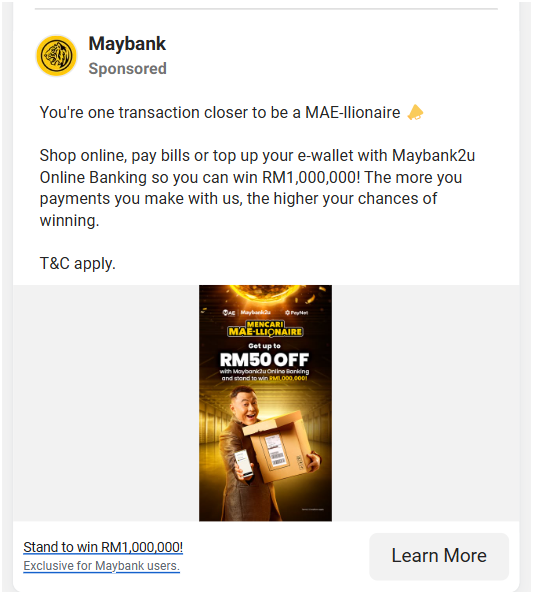 Maybank
Sponsored
You're one transaction closer to be a MAE-llionaire
Shop online, pay bills or top up your e-wallet with Maybank2u
Online Banking so you can win RM1,000,000! The more you
payments you make with us, the higher your chances of
winning.
T&C apply.
MAE Maybank2u PayNet
MENCARI
MAE-LLIONAIRE
Get up to
RM50 OFF
with Maybank2u Online Banking
and stand to win RM1,000,000!
Stand to win RM1,000,000!
Exclusive for Maybank users.
Learn More